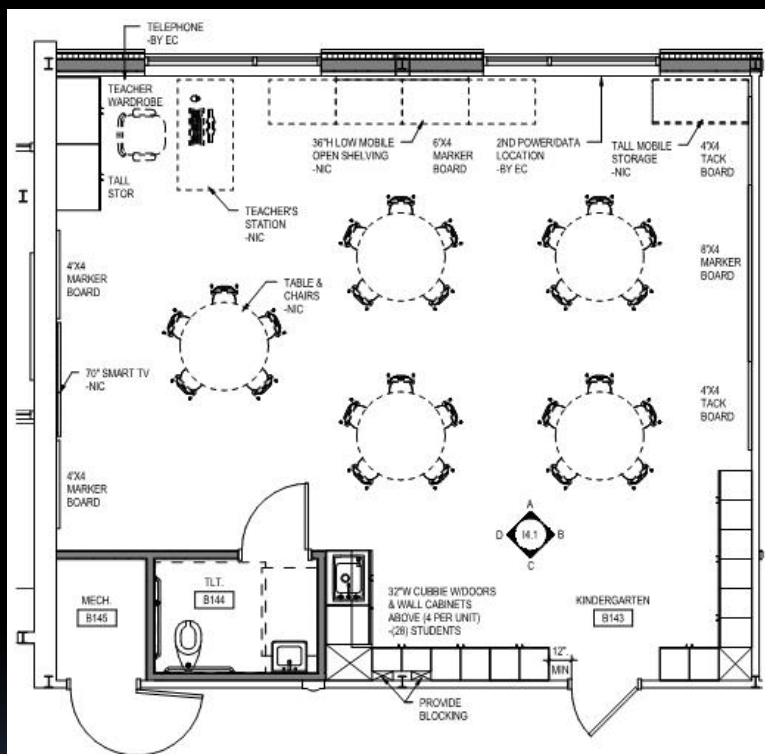 TELEPHONE
-BY EC
TEACHER
WARDROBE
TALL
STOR
TEACHER'S
STATION
-NIC
36"H LOW MOBILE
OPEN SHELVING
-NIC
6'X4'
MARKER
BOARD
2ND POWER/DATA
LOCATION
-BY EC
TALL MOBILE
STORAGE
-NIC
4'X4'
TACK
BOARD
4'X4'
MARKER
BOARD
TABLE &
CHAIRS
-NIC
8'X4'
MARKER
BOARD
70" SMART TV
-NIC
4'X4'
TACK
BOARD
4'X4'
MARKER
BOARD
A
D
I4.1
B
C
MECH.
B145
TLT.
B144
32"W CUBBIE W/DOORS
& WALL CABINETS
ABOVE (4 PER UNIT)
-(28) STUDENTS
KINDERGARTEN
B143
12"
MIN
PROVIDE
BLOCKING